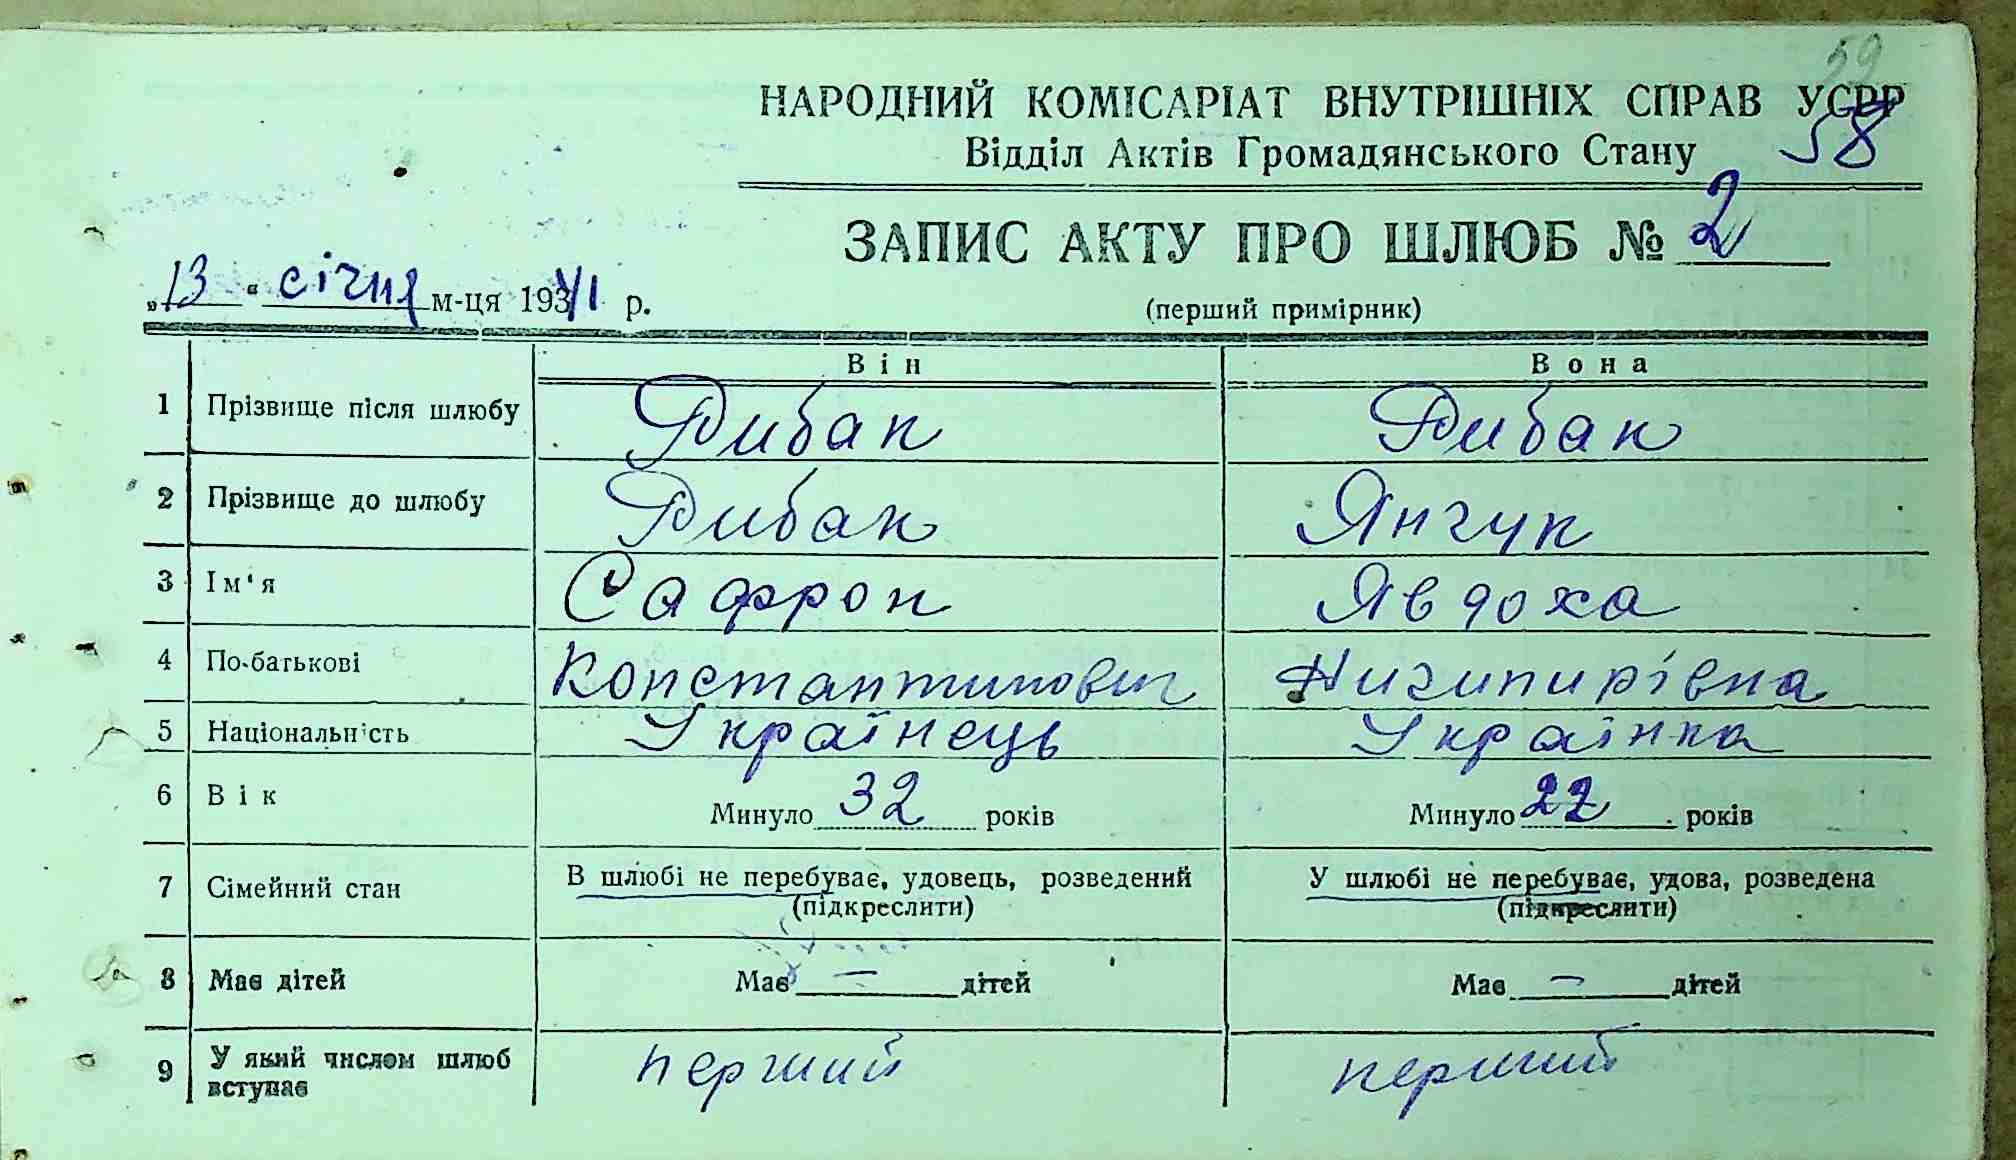 59
НАРОДНИЙ КОМІСАРІАТ ВНУТРІШНІХ СПРАВ УСРР
Відділ Актів Громадянського Стану 58
ЗАПИС АКТУ ПРО ШЛЮБ № 2
„13“ січня м-ця 1941 р. (перший примірник)
Він Вона
1 Прізвище після шлюбу Рибак Рибак
2 Прізвище до шлюбу Рибак Янчук
3 Ім'я Сафрон Явдоха
4 По-батькові Константинович Ничипирівна
5 Національність Українець Українка
6 Вік Минуло 32 років Минуло 22 років
7 Сімейний стан В шлюбі не перебуває, удовець, розведений У шлюбі не перебуває, удова, розведена
(підкреслити) (підкреслити)
8 Має дітей Має — дітей Має — дітей
9 У який числом шлюб вступає перший перший